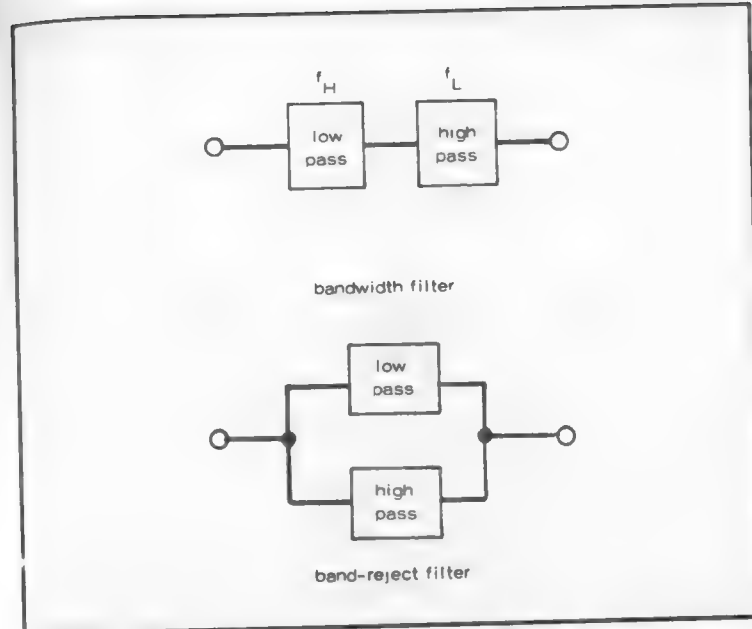 f_H f_L
low high
pass pass
bandwidth filter
low
pass
high
pass
band-reject filter